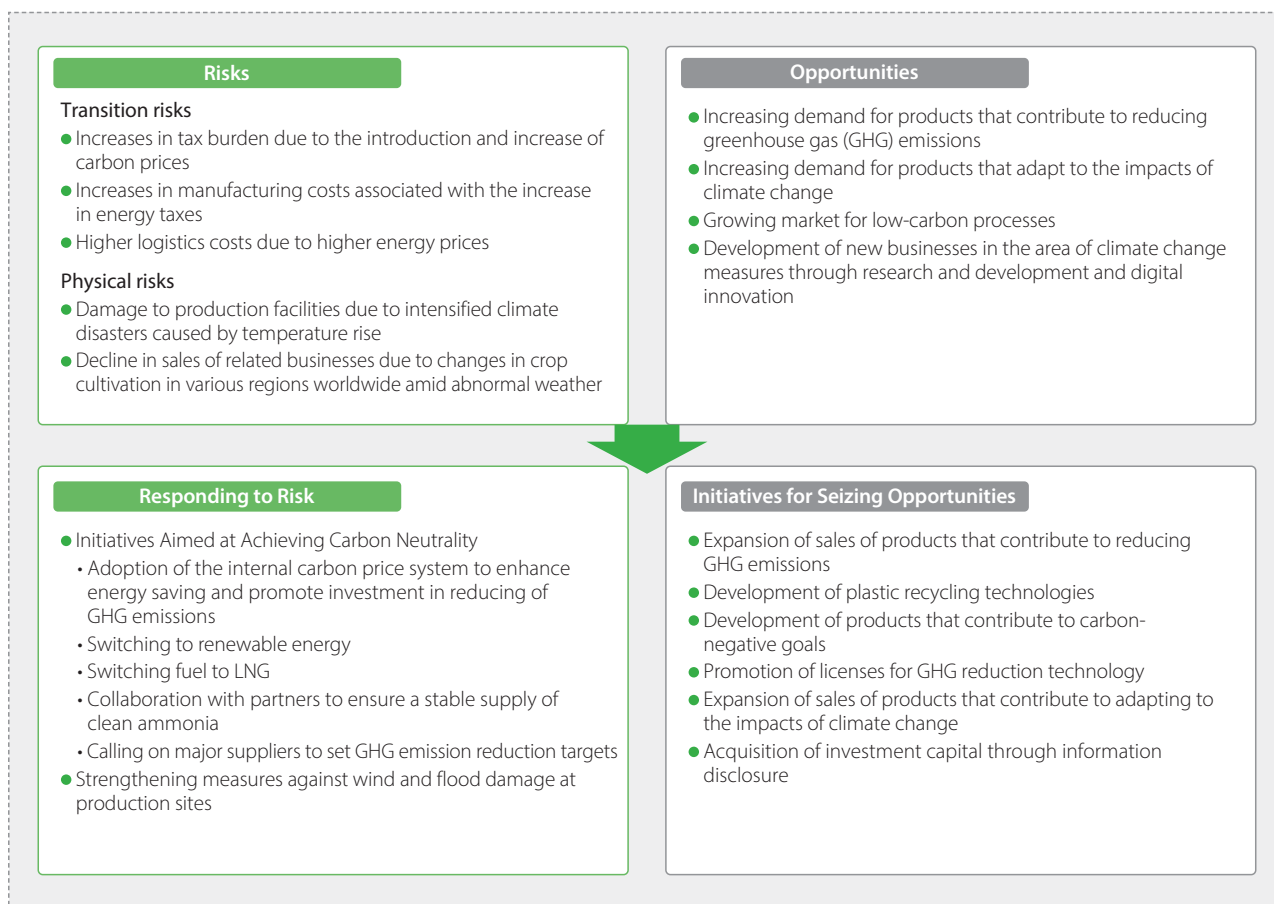 Risks
Transition risks
● Increases in tax burden due to the introduction and increase of
carbon prices
● Increases in manufacturing costs associated with the increase
in energy taxes
● Higher logistics costs due to higher energy prices
Physical risks
● Damage to production facilities due to intensified climate
disasters caused by temperature rise
● Decline in sales of related businesses due to changes in crop
cultivation in various regions worldwide amid abnormal weather
Opportunities
● Increasing demand for products that contribute to reducing
greenhouse gas (GHG) emissions
● Increasing demand for products that adapt to the impacts of
climate change
● Growing market for low-carbon processes
● Development of new businesses in the area of climate change
measures through research and development and digital
innovation
Responding to Risk
● Initiatives Aimed at Achieving Carbon Neutrality
• Adoption of the internal carbon price system to enhance
energy saving and promote investment in reducing of
GHG emissions
• Switching to renewable energy
• Switching fuel to LNG
• Collaboration with partners to ensure a stable supply of
clean ammonia
• Calling on major suppliers to set GHG emission reduction targets
● Strengthening measures against wind and flood damage at
production sites
Initiatives for Seizing Opportunities
● Expansion of sales of products that contribute to reducing
GHG emissions
● Development of plastic recycling technologies
● Development of products that contribute to carbon-
negative goals
● Promotion of licenses for GHG reduction technology
● Expansion of sales of products that contribute to adapting to
the impacts of climate change
● Acquisition of investment capital through information
disclosure